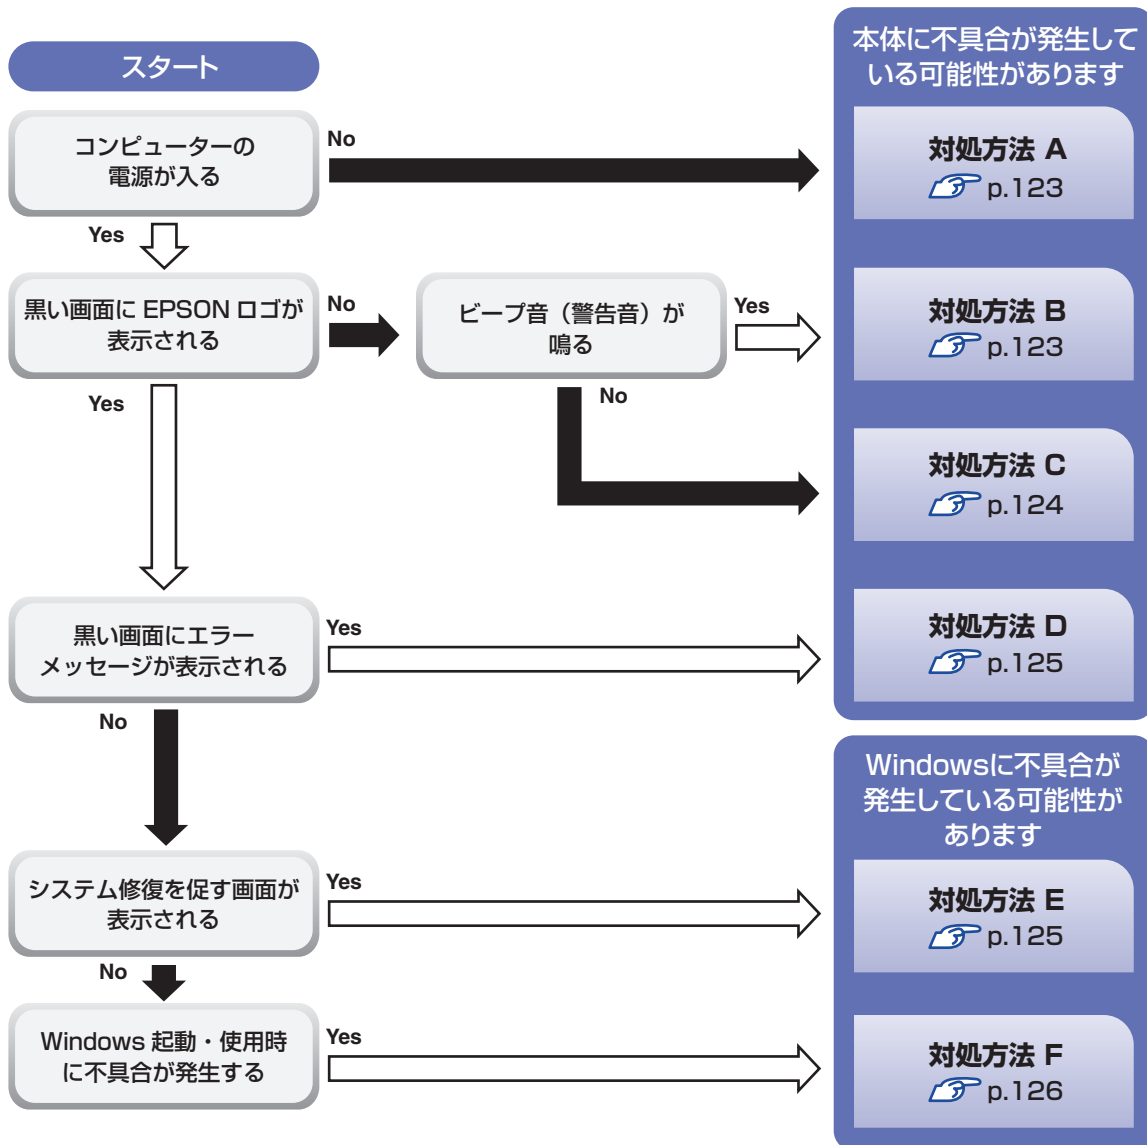 スタート
コンピューターの
電源が入る
No
Yes
黒い画面に EPSON ロゴが
表示される
No
ビープ音（警告音）が
鳴る
Yes
No
Yes
黒い画面にエラー
メッセージが表示される
Yes
No
システム修復を促す画面が
表示される
Yes
No
Windows 起動・使用時
に不具合が発生する
Yes
本体に不具合が発生して
いる可能性があります
対処方法 A
p.123
対処方法 B
p.123
対処方法 C
p.124
対処方法 D
p.125
Windowsに不具合が
発生している可能性が
あります
対処方法 E
p.125
対処方法 F
p.126